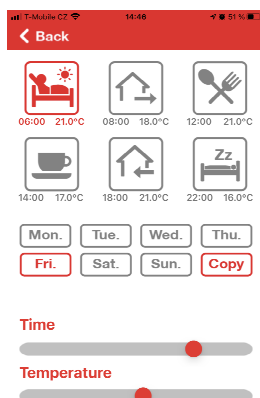 T-Mobile CZ 14:46 51 %
Back
06:00 21.0°C 08:00 18.0°C 12:00 21.0°C
Zz
14:00 17.0°C 18:00 21.0°C 22:00 16.0°C
Mon. Tue. Wed. Thu.
Fri. Sat. Sun. Copy
Time
Temperature